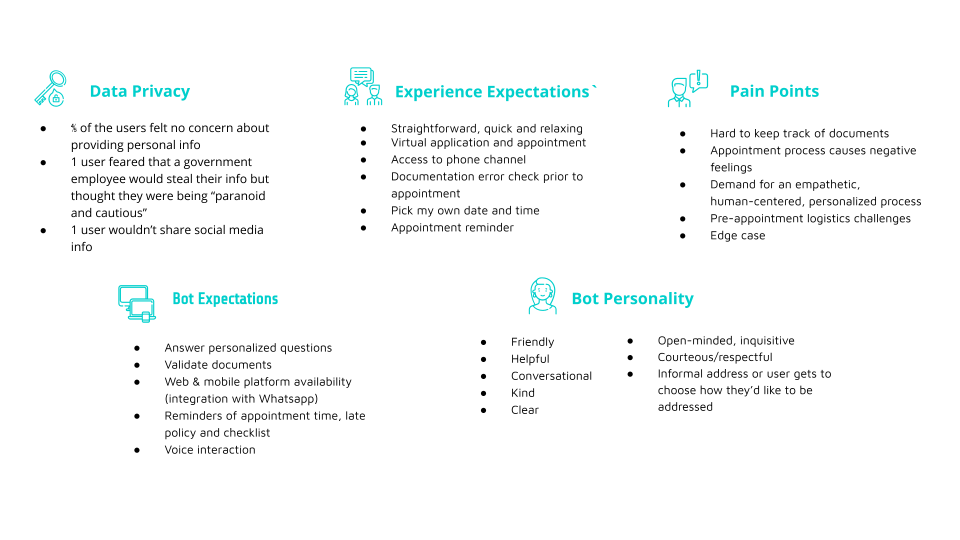 Data Privacy
● of the users felt no concern about
providing personal info
● 1 user feared that a government
employee would steal their info but
thought they were being “paranoid
and cautious”
● 1 user wouldn’t share social media
info
Experience Expectations`
● Straightforward, quick and relaxing
● Virtual application and appointment
● Access to phone channel
● Documentation error check prior to
appointment
● Pick my own date and time
● Appointment reminder
Pain Points
● Hard to keep track of documents
● Appointment process causes negative
feelings
● Demand for an empathetic,
human-centered, personalized process
● Pre-appointment logistics challenges
● Edge case
Bot Expectations
● Answer personalized questions
● Validate documents
● Web & mobile platform availability
(integration with Whatsapp)
● Reminders of appointment time, late
policy and checklist
● Voice interaction
Bot Personality
● Friendly
● Helpful
● Conversational
● Kind
● Clear
● Open-minded, inquisitive
● Courteous/respectful
● Informal address or user gets to
choose how they’d like to be
addressed